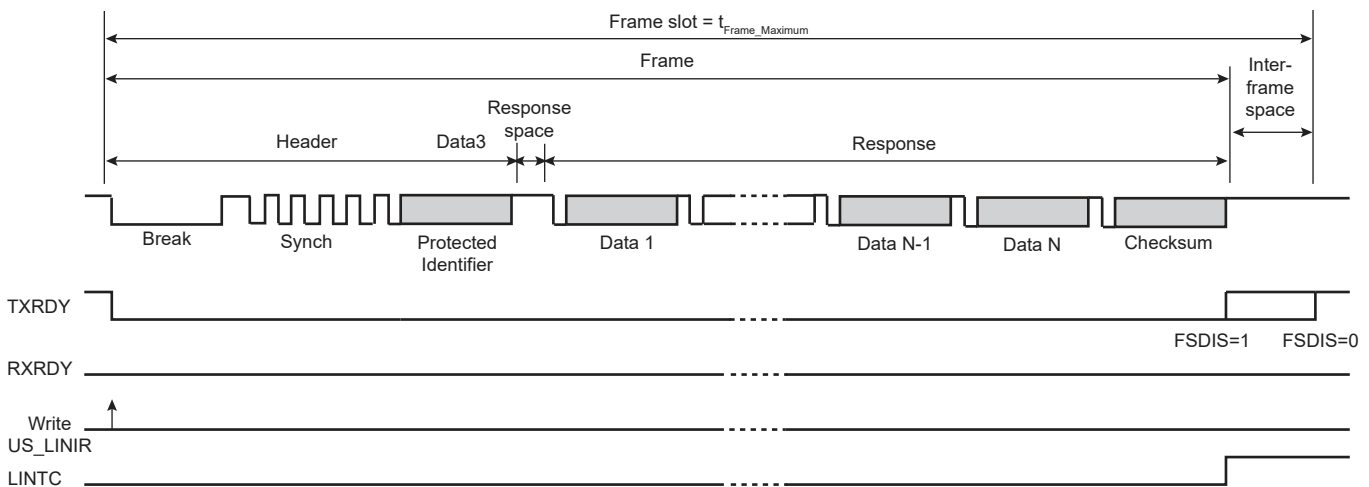 Frame slot = tFrame_Maximum
Frame
Inter-
frame
space
Response
space
Header
Data3
Response
Break
Synch
Protected
Identifier
Data 1
Data N-1
Data N
Checksum
TXRDY
FSDIS=1
FSDIS=0
RXRDY
Write
US_LINIR
LINTC